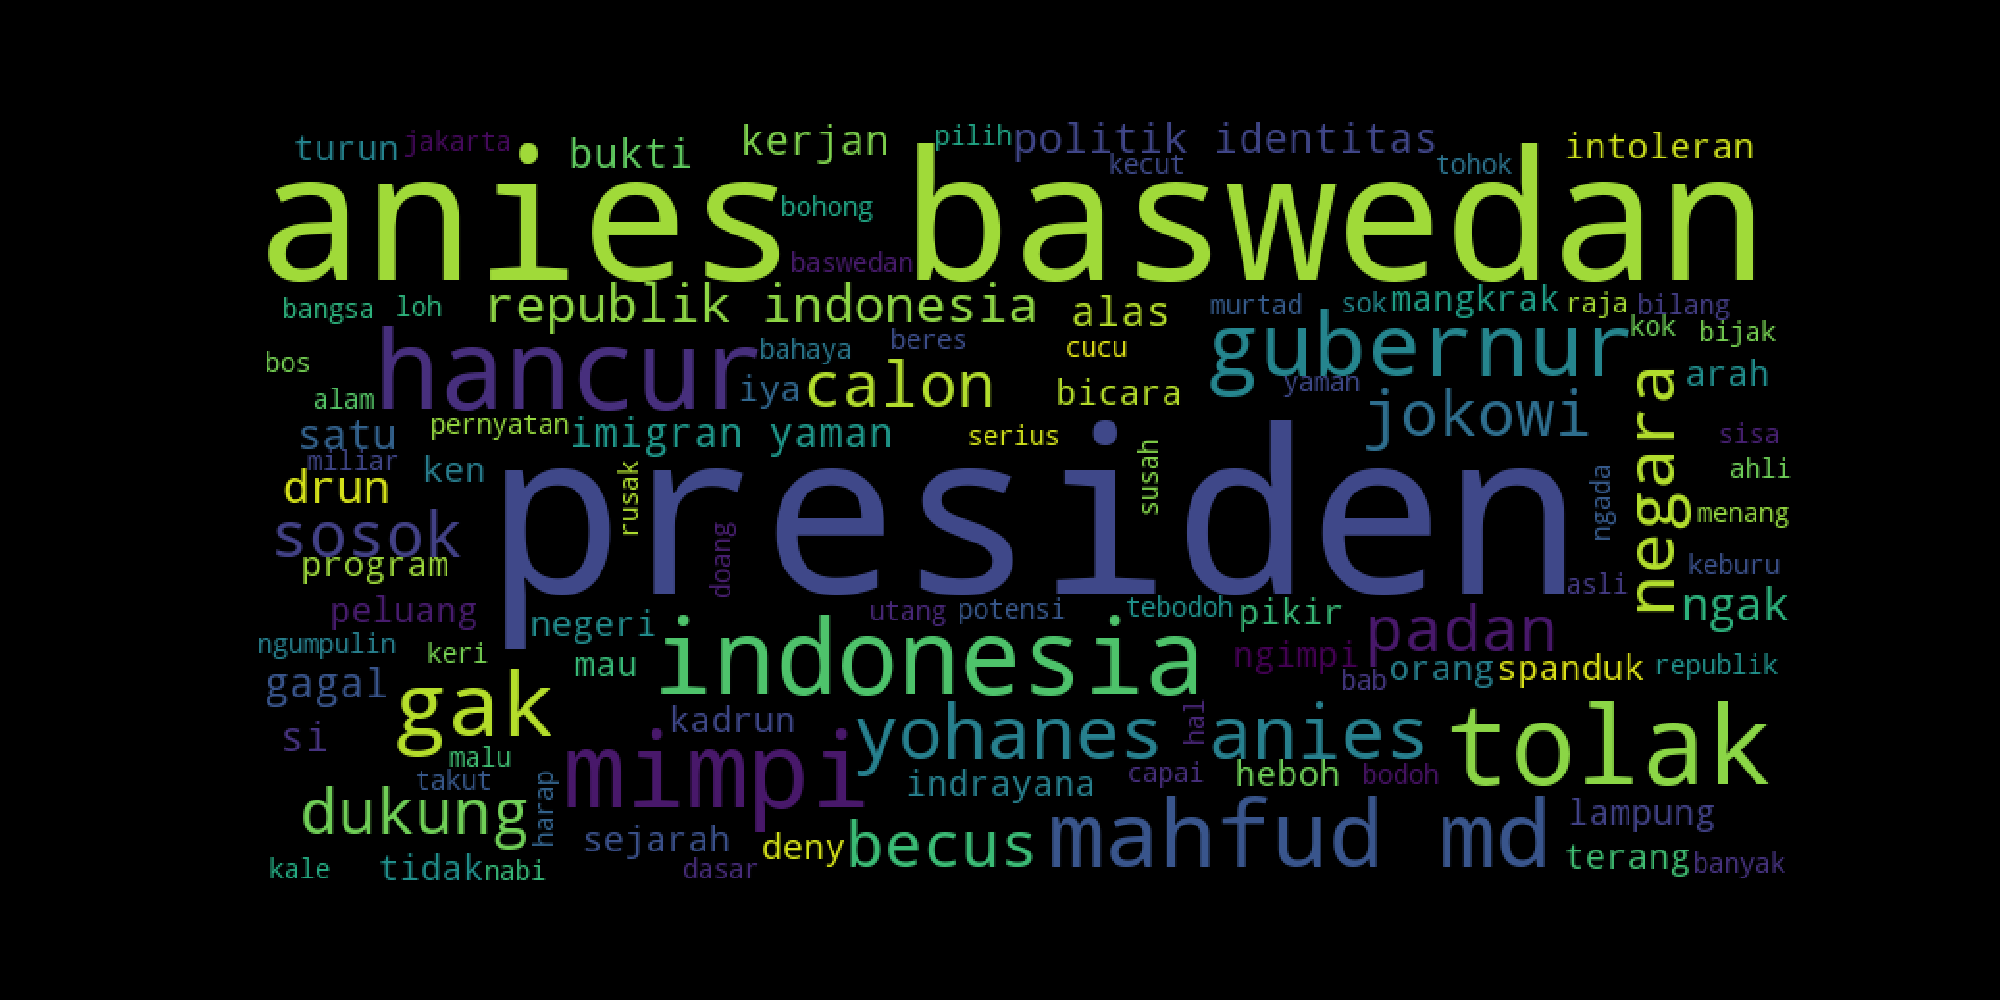 turun jakarta bukti kerjan pilih politik identitas intoleran
kecut tohok
anies baswedan
bohong
baswedan
bangsa loh republik indonesia alas murtad sok mangkrak raja bilang
hancur bahaya beres cucu gubernur kok bijak
bos iya calon bicara yaman negara arah
alam jokowi
satu pernyatan imigran yaman serius sisa
miliar ken rusak susah ngada ahli
drun presiden menang
sosok doang
program keburu
peluang utang potensi tebodoh pikir asli ngak
ngumpulin negeri indonesia padan
keri mau ngimpi orang spanduk republik
gagal bab
gak kadrun yohanes hal anies tolak
si malu mimpi
takut harap indrayana capai heboh bodoh
dukung sejarah deny becus mahfud md lampung
kale tidak nabi dasar terang banyak